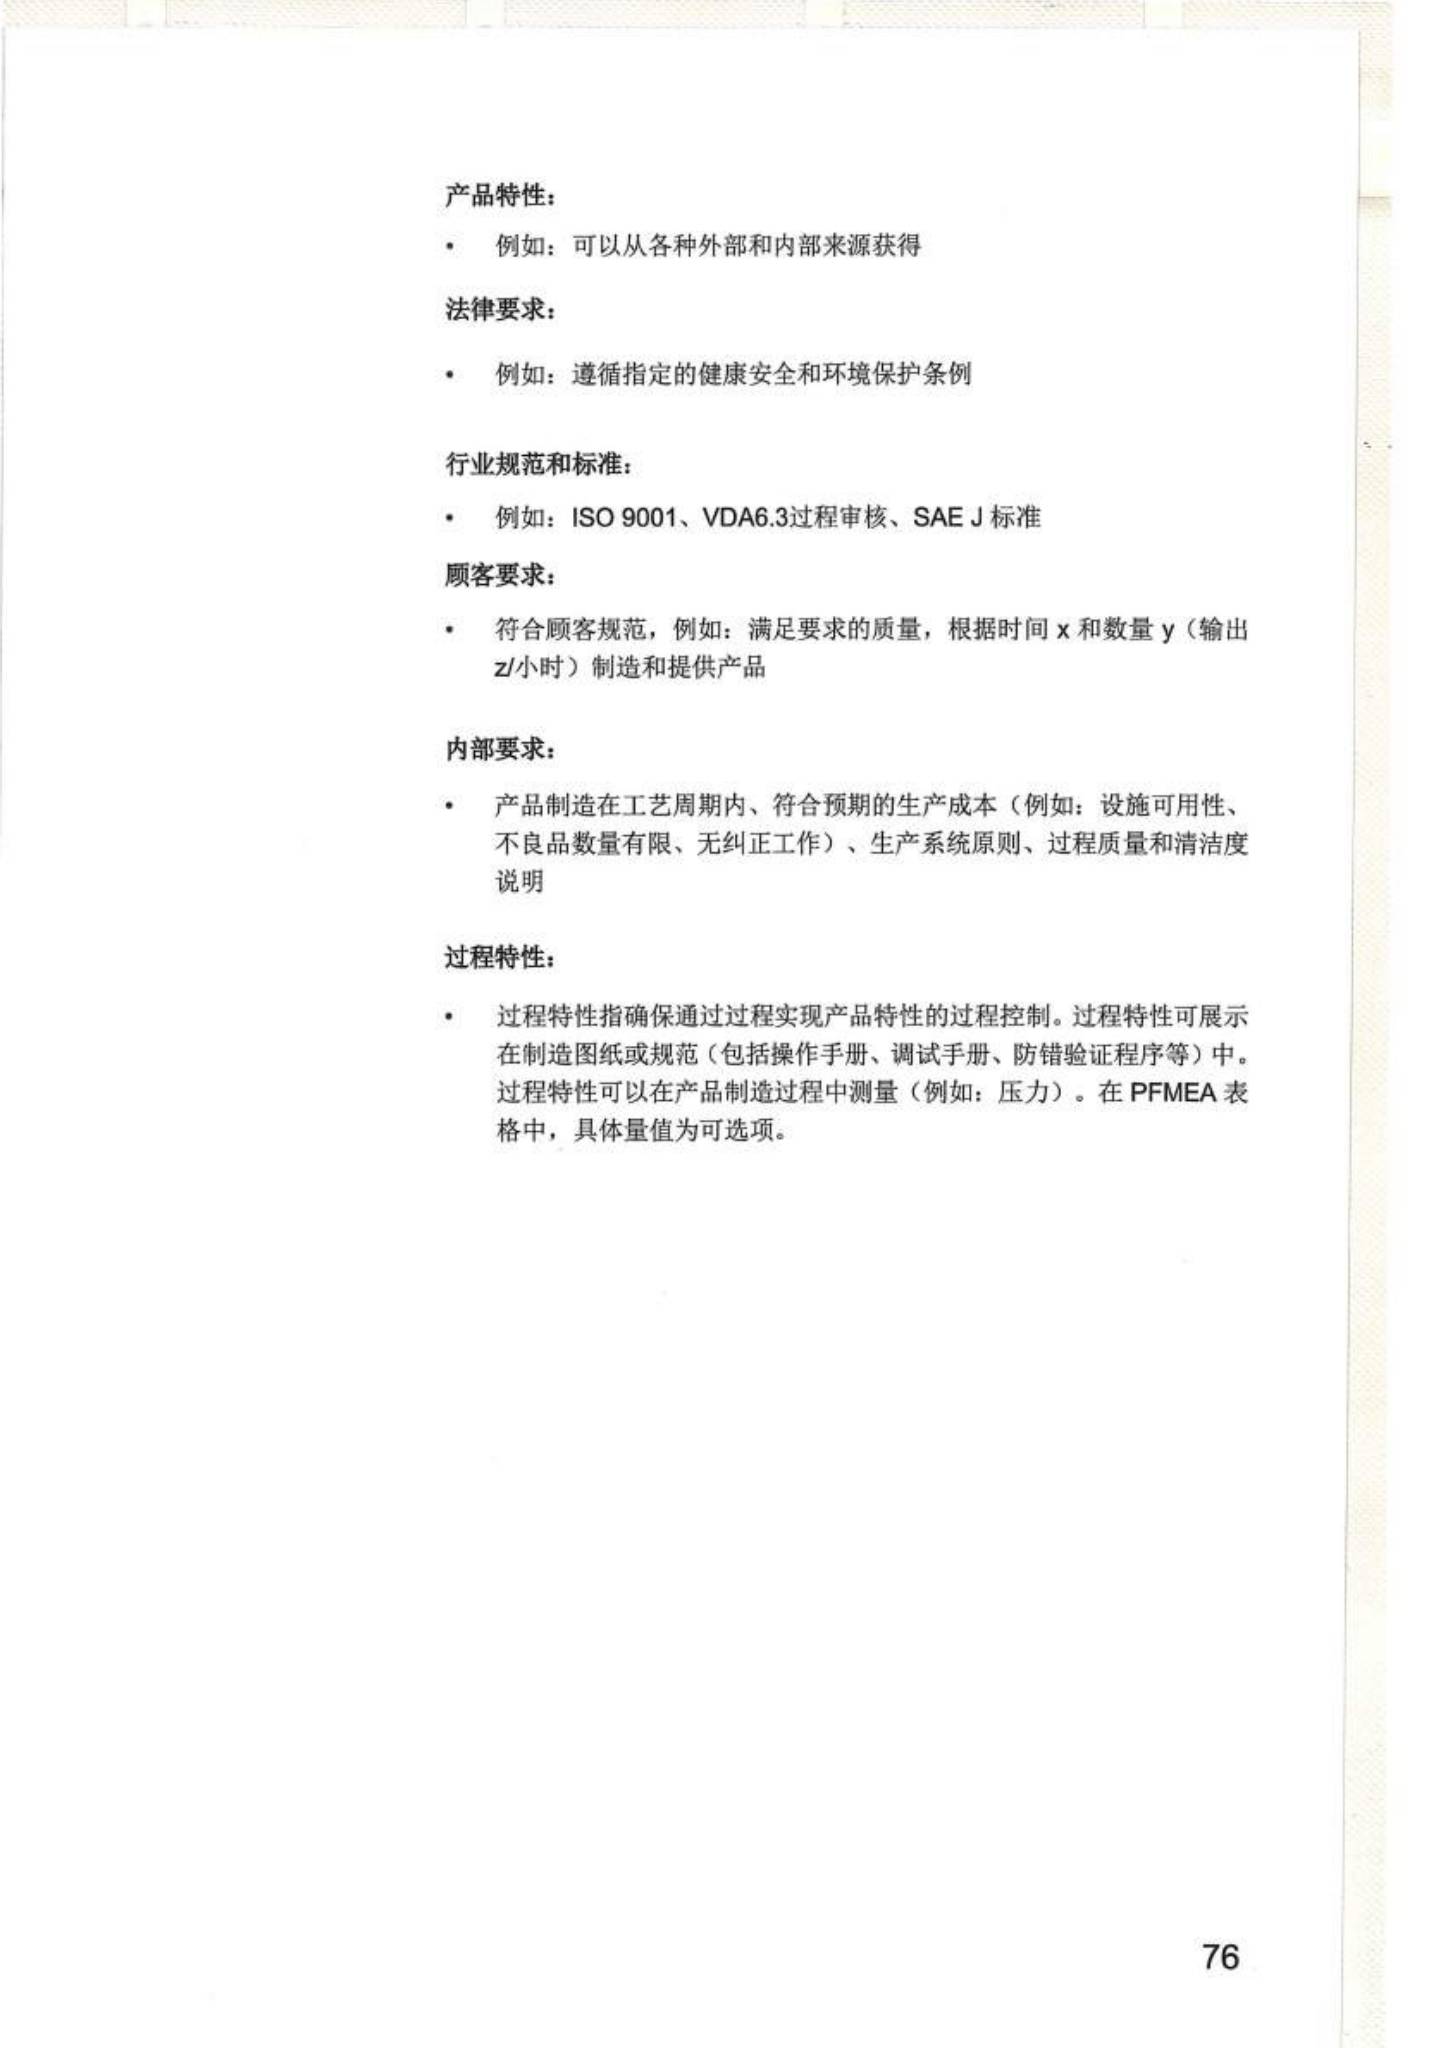 产品特性：
• 例如：可以从各种外部和内部来源获得
法律要求：
• 例如：遵循指定的健康安全和环境保护条例
行业规范和标准：
• 例如：ISO 9001、VDA6.3过程审核、SAE J 标准
顾客要求：
• 符合顾客规范，例如：满足要求的质量，根据时间 x 和数量 y（输出
z/小时）制造和提供产品
内部要求：
• 产品制造在工艺周期内、符合预期的生产成本（例如：设施可用性、
不良品数量有限、无纠正工作）、生产系统原则、过程质量和清洁度
说明
过程特性：
• 过程特性指确保通过过程实现产品特性的过程控制。过程特性可展示
在制造图纸或规范（包括操作手册、调试手册、防错验证程序等）中。
过程特性可以在产品制造过程中测量（例如：压力）。在 PFMEA 表
格中，具体量值为可选项。
76